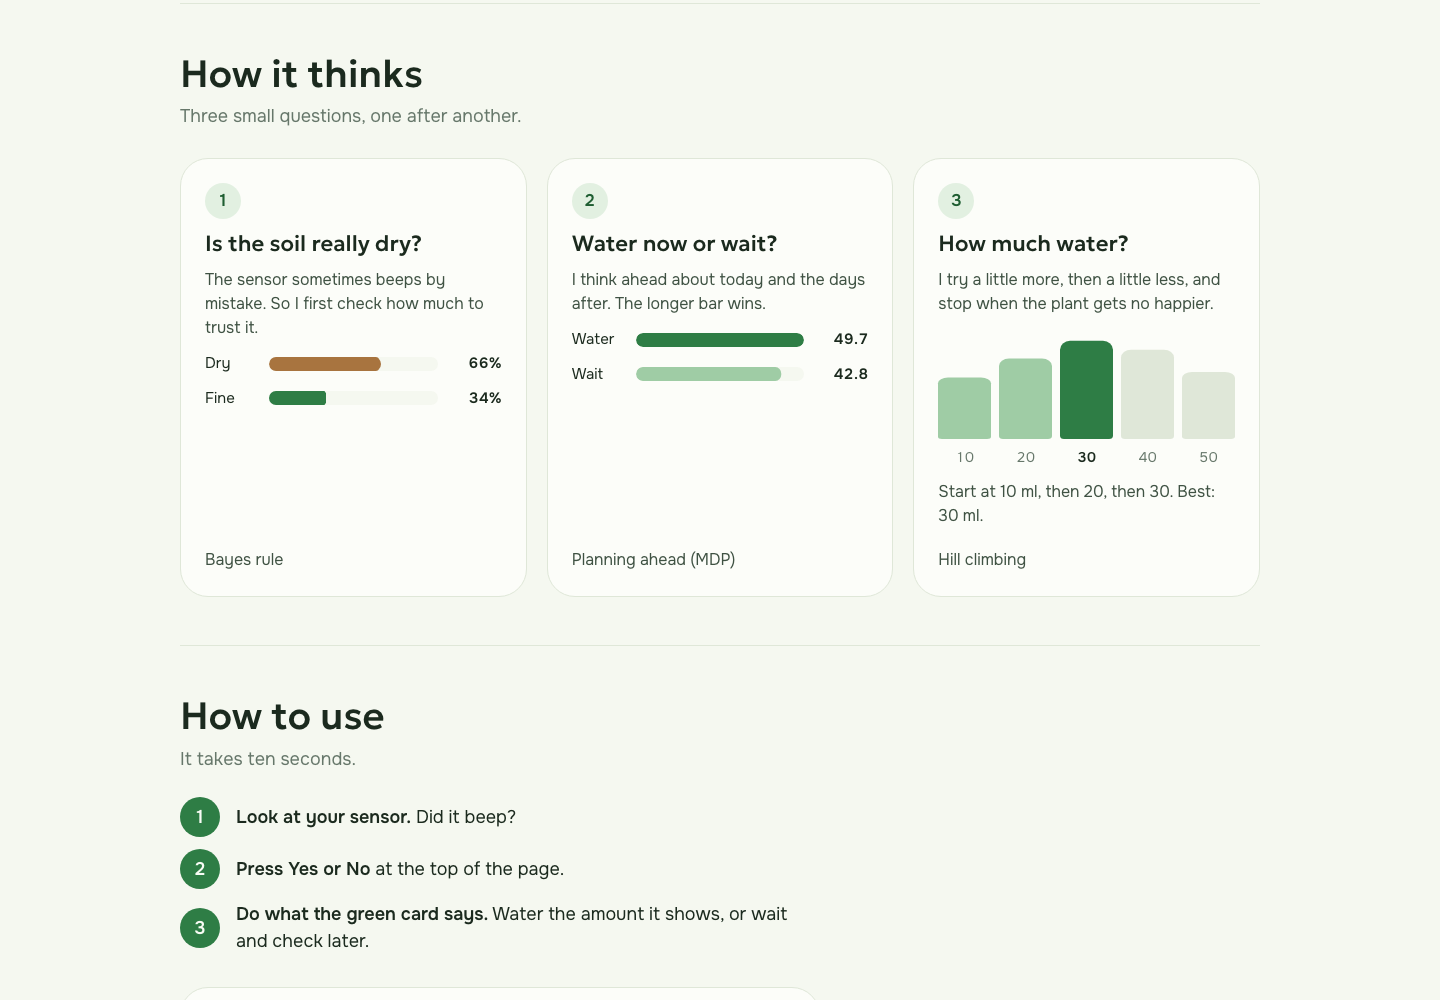 How it thinks
Three small questions, one after another.
1
Is the soil really dry?
The sensor sometimes beeps by
mistake. So I first check how much to
trust it.
Dry 66%
Fine 34%
Bayes rule
2
Water now or wait?
I think ahead about today and the days
after. The longer bar wins.
Water 49.7
Wait 42.8
Planning ahead (MDP)
3
How much water?
I try a little more, then a little less, and
stop when the plant gets no happier.
10 20 30 40 50
Start at 10 ml, then 20, then 30. Best:
30 ml.
Hill climbing
How to use
It takes ten seconds.
1 Look at your sensor. Did it beep?
2 Press Yes or No at the top of the page.
3 Do what the green card says. Water the amount it shows, or wait
and check later.